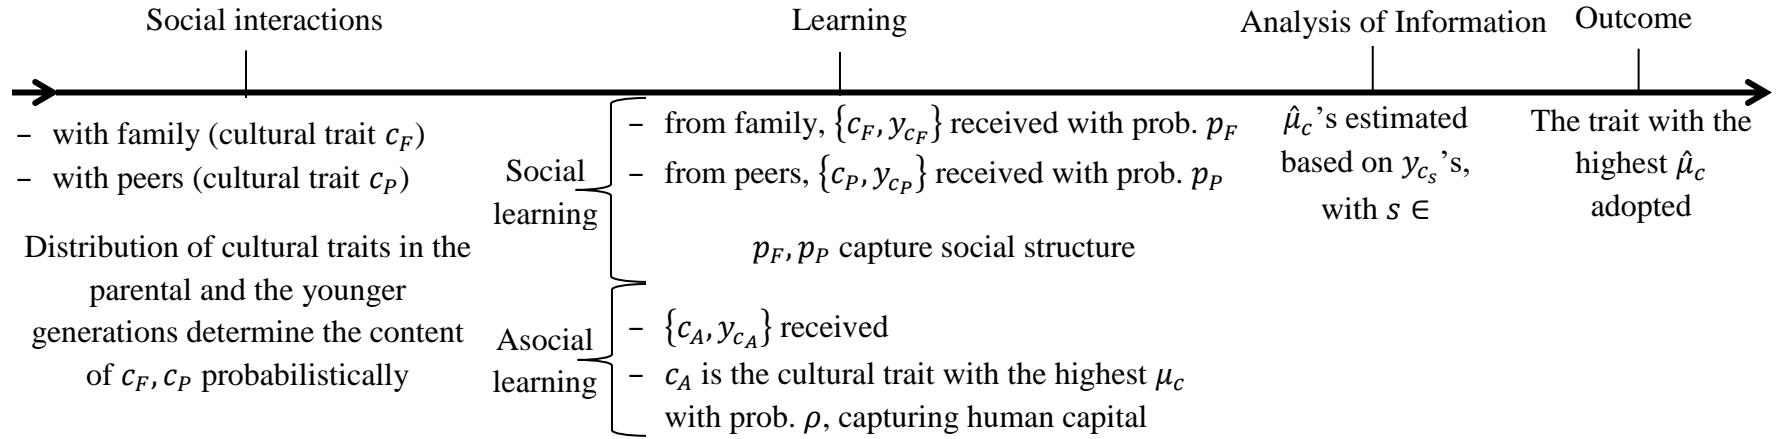 Social interactions
Learning
Analysis of Information
Outcome
– with family (cultural trait c_F)
– with peers (cultural trait c_P)
Distribution of cultural traits in the
parental and the younger
generations determine the content
of c_F, c_P probabilistically
Social
learning
– from family, {c_F, y_{c_F}} received with prob. p_F
– from peers, {c_P, y_{c_P}} received with prob. p_P
p_F, p_P capture social structure
Asocial
learning
– {c_A, y_{c_A}} received
– c_A is the cultural trait with the highest μ_c
with prob. ρ, capturing human capital
μ̂_c's estimated
based on y_{c_s}'s,
with s ∈
The trait with the
highest μ̂_c
adopted